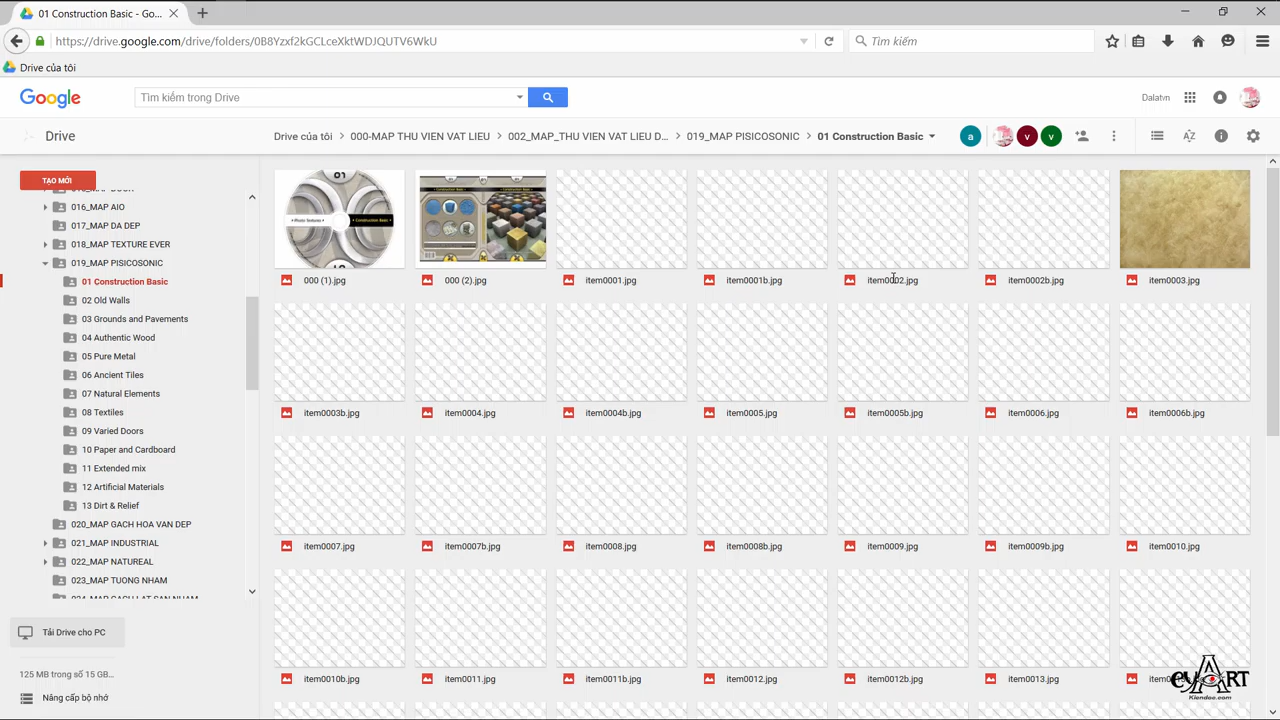 01 Construction Basic - Go...
https://drive.google.com/drive/folders/0B8Yzxf2kGCLceXktWDJQUTV6WkU
Tìm kiếm
Drive của tôi
Google
Tìm kiếm trong Drive
Dalatvn
Drive
Drive của tôi
000-MAP THU VIEN VAT LIEU
002_MAP_THU VIEN VAT LIEU D...
019_MAP PISICOSONIC
01 Construction Basic
a
v
v
TẠO MỚI
016_MAP AIO
017_MAP DA DEP
018_MAP TEXTURE EVER
019_MAP PISICOSONIC
01 Construction Basic
02 Old Walls
03 Grounds and Pavements
04 Authentic Wood
05 Pure Metal
06 Ancient Tiles
07 Natural Elements
08 Textiles
09 Varied Doors
10 Paper and Cardboard
11 Extended mix
12 Artificial Materials
13 Dirt & Relief
020_MAP GACH HOA VAN DEP
021_MAP INDUSTRIAL
022_MAP NATUREAL
023_MAP TUONG NHAM
Tải Drive cho PC
125 MB trong số 15 GB...
Nâng cấp bộ nhớ
000 (1).jpg
000 (2).jpg
item0001.jpg
item0001b.jpg
item0002.jpg
item0002b.jpg
item0003.jpg
item0003b.jpg
item0004.jpg
item0004b.jpg
item0005.jpg
item0005b.jpg
item0006.jpg
item0006b.jpg
item0007.jpg
item0007b.jpg
item0008.jpg
item0008b.jpg
item0009.jpg
item0009b.jpg
item0010.jpg
item0010b.jpg
item0011.jpg
item0011b.jpg
item0012.jpg
item0012b.jpg
item0013.jpg
Kiendoc.com